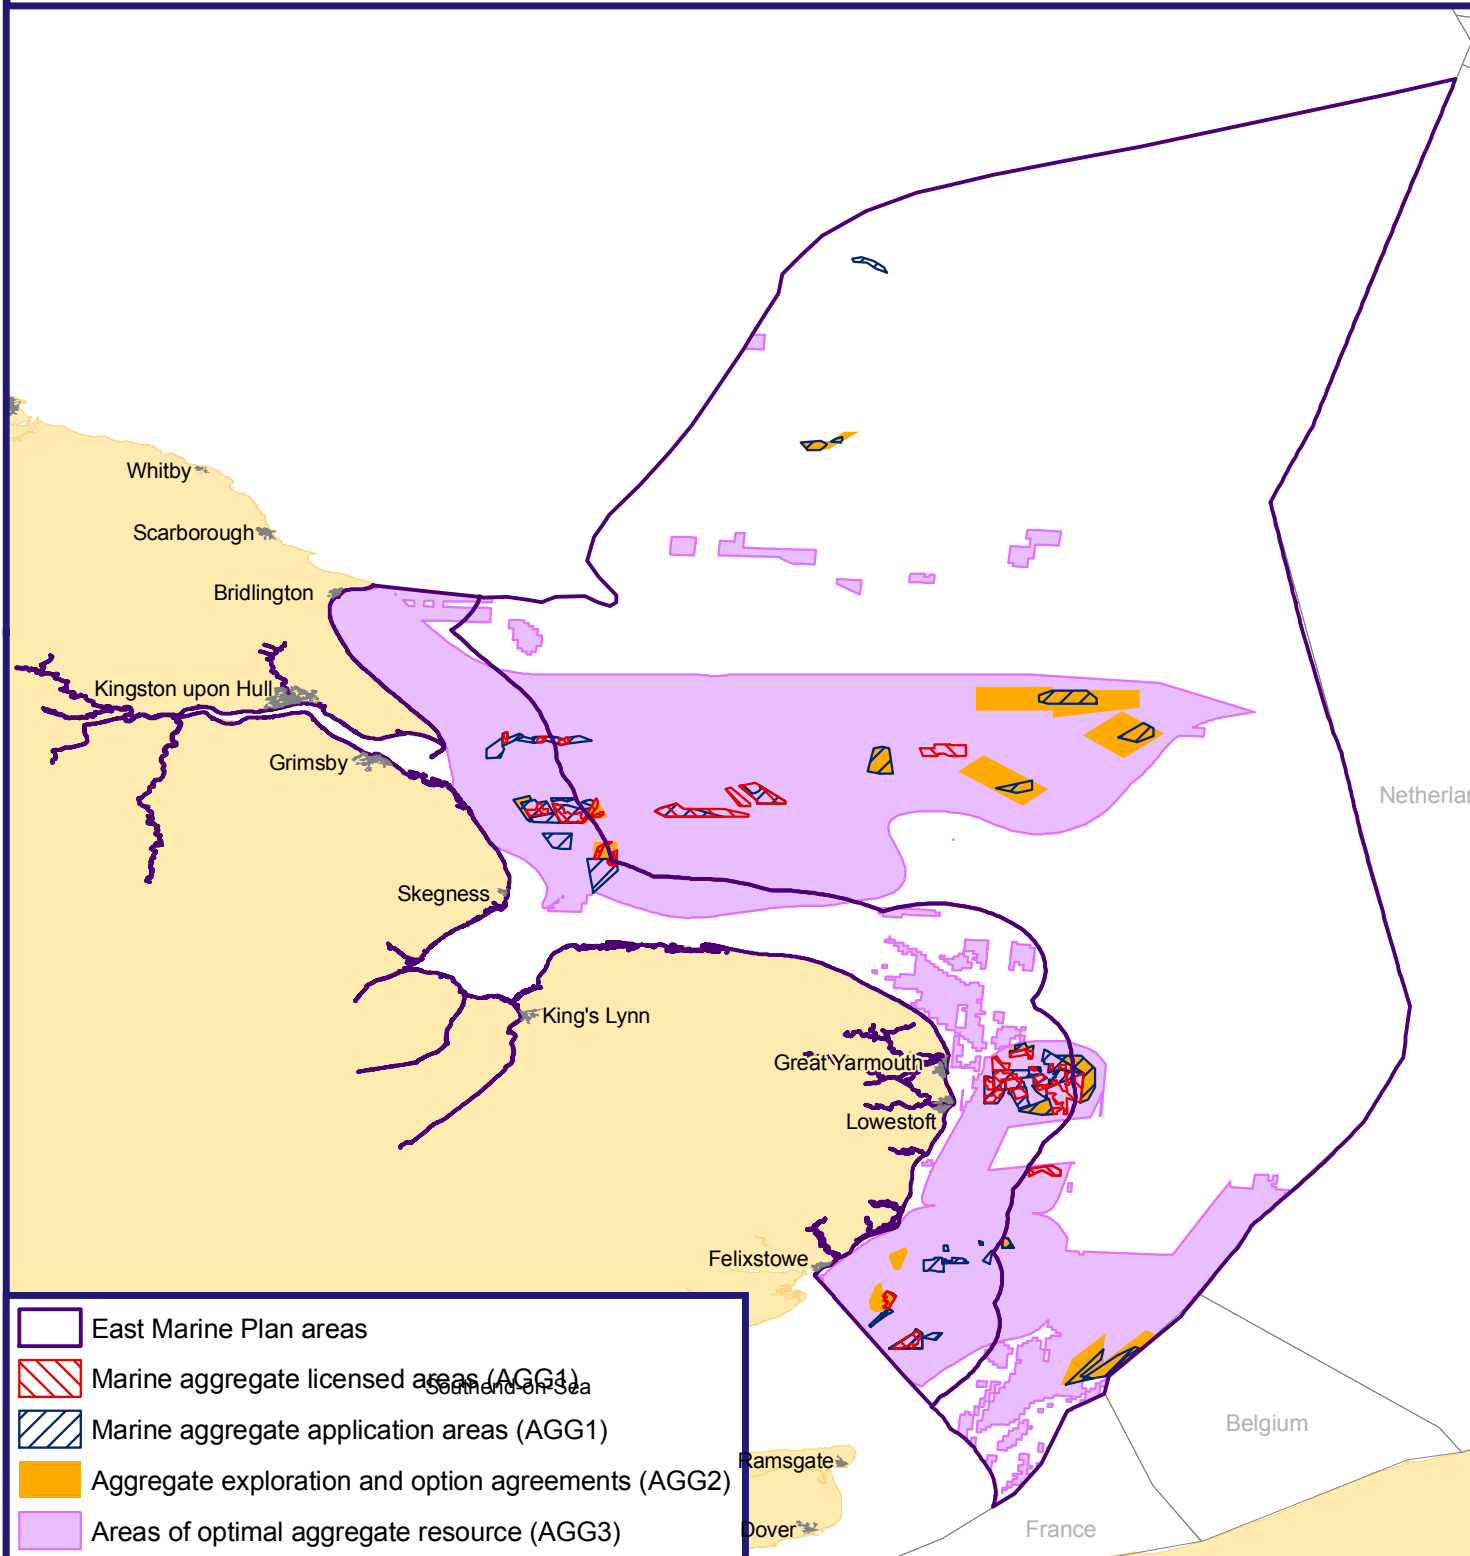 Whitby
Scarborough
Bridlington
Kingston upon Hull
Grimsby
Netherlan
Skegness
King's Lynn
Great Yarmouth
Lowestoft
Felixstowe
East Marine Plan areas
Marine aggregate licensed areas (AGG1)
Southend-on-Sea
Marine aggregate application areas (AGG1)
Belgium
Ramsgate
Aggregate exploration and option agreements (AGG2)
Areas of optimal aggregate resource (AGG3)
Dover
France